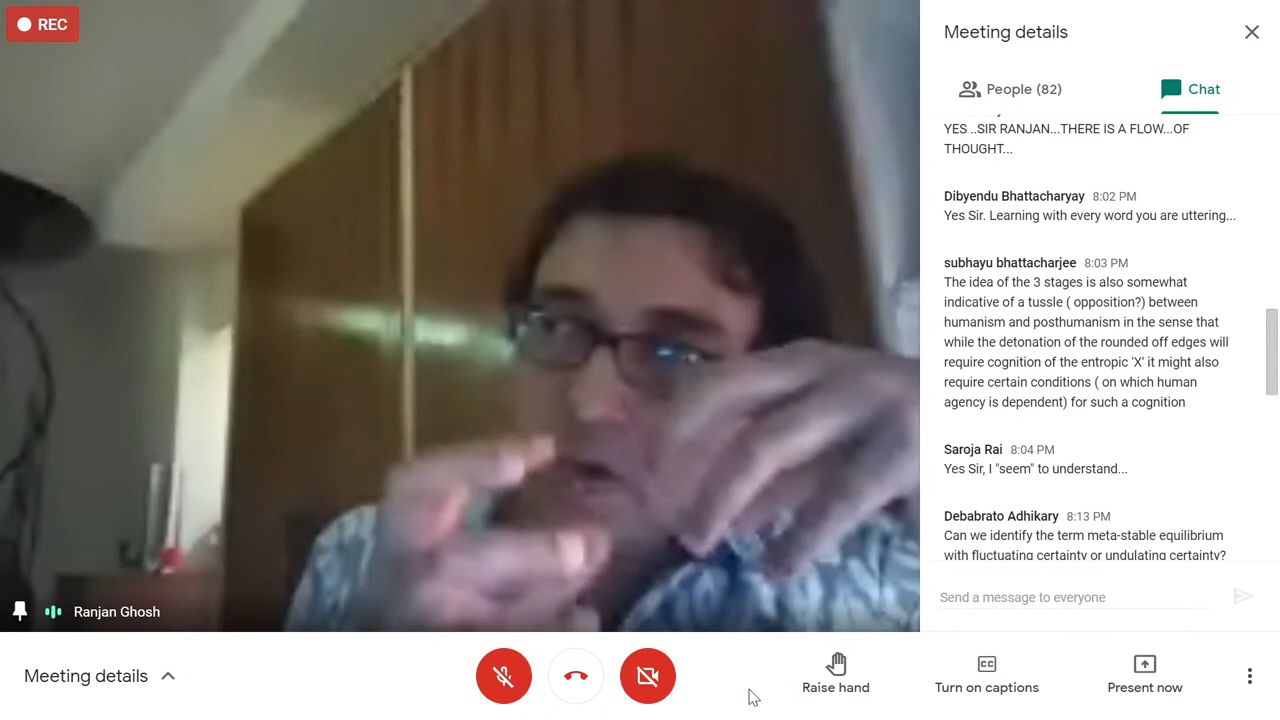 REC
Ranjan Ghosh
Meeting details
People (82)
Chat
YES ..SIR RANJAN...THERE IS A FLOW...OF
THOUGHT...
Dibyendu Bhattacharyay 8:02 PM
Yes Sir. Learning with every word you are uttering...
subhayu bhattacharjee 8:03 PM
The idea of the 3 stages is also somewhat
indicative of a tussle ( opposition?) between
humanism and posthumanism in the sense that
while the detonation of the rounded off edges will
require cognition of the entropic 'X' it might also
require certain conditions ( on which human
agency is dependent) for such a cognition
Saroja Rai 8:04 PM
Yes Sir, I "seem" to understand...
Debabrato Adhikary 8:13 PM
Can we identify the term meta-stable equilibrium
with fluctuating certainty or undulating certainty?
Send a message to everyone
Meeting details
Raise hand
CC
Turn on captions
Present now